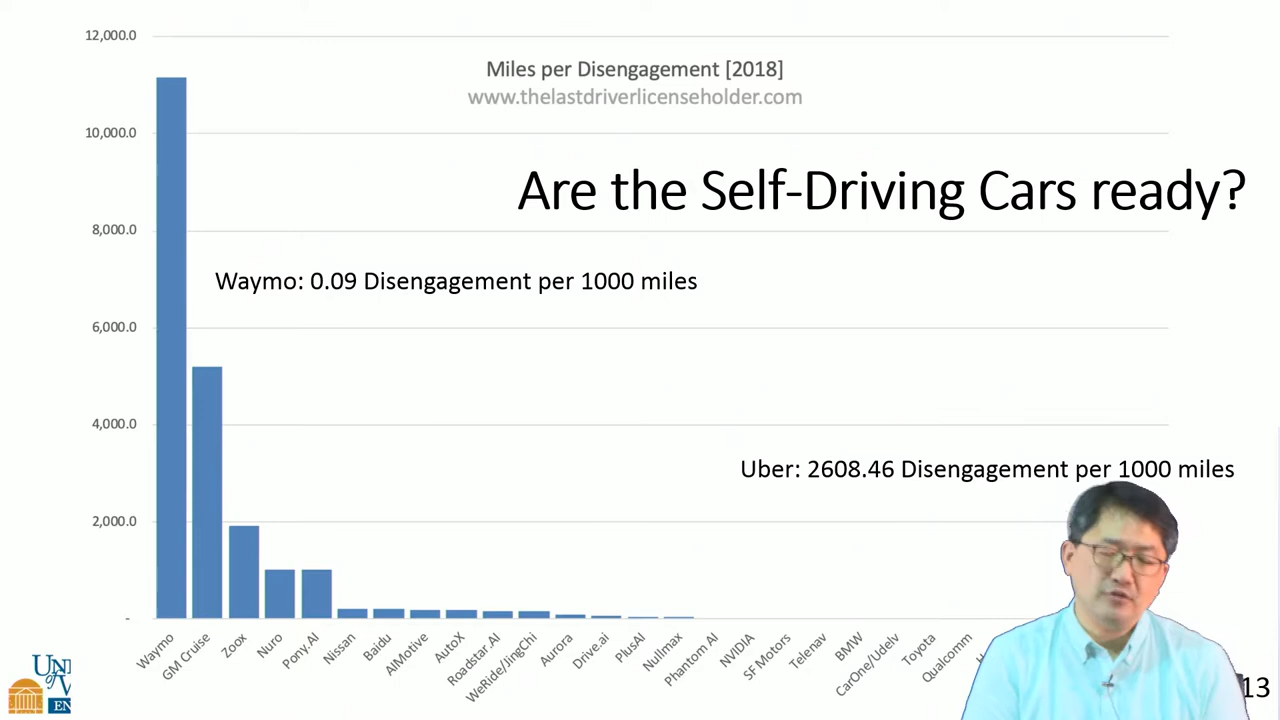 12,000.0
Miles per Disengagement [2018]
www.thelastdriverlicenseholder.com
10,000.0
Are the Self-Driving Cars ready?
8,000.0
Waymo: 0.09 Disengagement per 1000 miles
6,000.0
4,000.0
Uber: 2608.46 Disengagement per 1000 miles
2,000.0
-
Waymo
GM Cruise
Zoox
Nuro
Pony.AI
Nissan
Baidu
AIMotive
AutoX
Roadstar.AI
WeRide/JingChi
Aurora
Drive.ai
PlusAI
Nullmax
Phantom AI
NVIDIA
SF Motors
Telenav
BMW
CarOne/Udelv
Toyota
Qualcomm
13